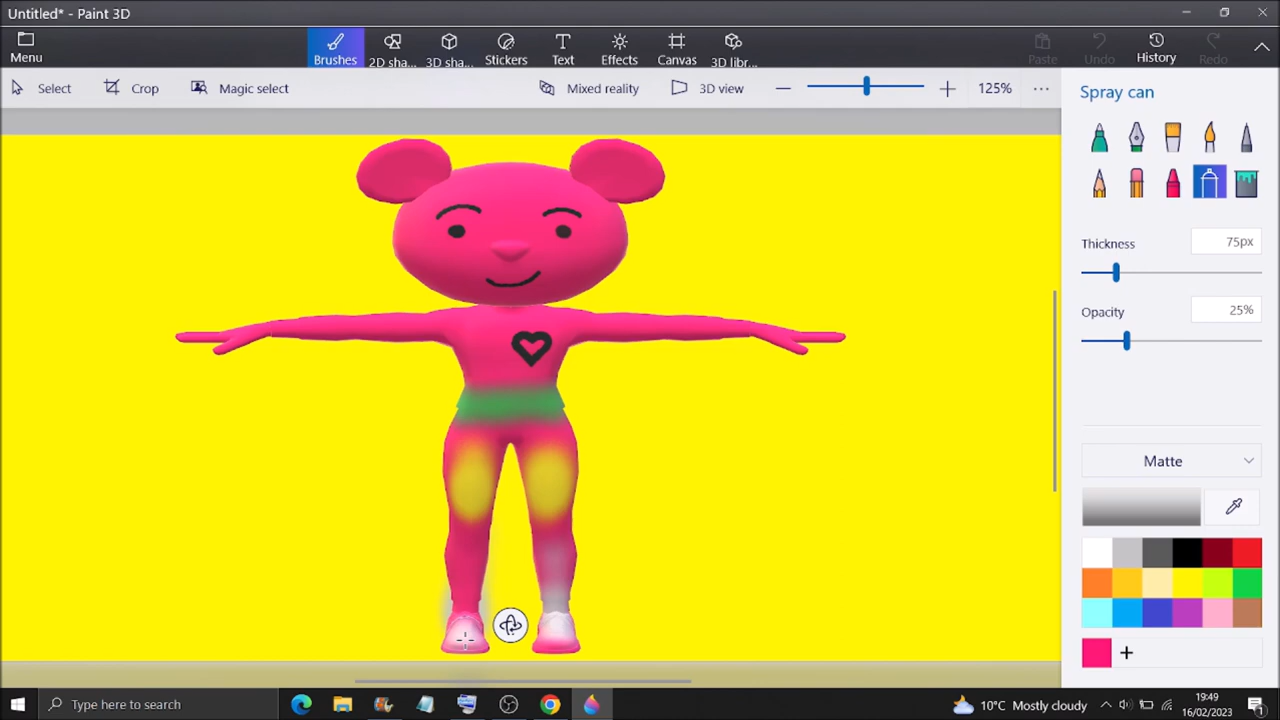 Untitled* - Paint 3D
Menu
Brushes
2D sha...
3D sha...
Stickers
Text
Effects
Canvas
3D libr...
Paste
Undo
History
Redo
Select
Crop
Magic select
Mixed reality
3D view
125%
Spray can
Thickness
75px
Opacity
25%
Matte
Type here to search
10°C Mostly cloudy
19:49
16/02/2023
1